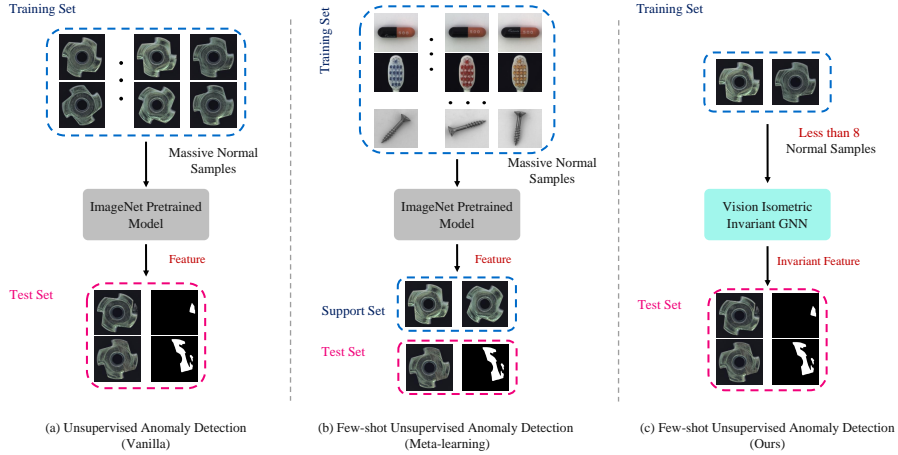 Training Set
Massive Normal
Samples
ImageNet Pretrained
Model
Feature
Test Set
(a) Unsupervised Anomaly Detection
(Vanilla)
Training Set
Massive Normal
Samples
ImageNet Pretrained
Model
Feature
Support Set
Test Set
(b) Few-shot Unsupervised Anomaly Detection
(Meta-learning)
Training Set
Less than 8
Normal Samples
Vision Isometric
Invariant GNN
Invariant Feature
Test Set
(c) Few-shot Unsupervised Anomaly Detection
(Ours)